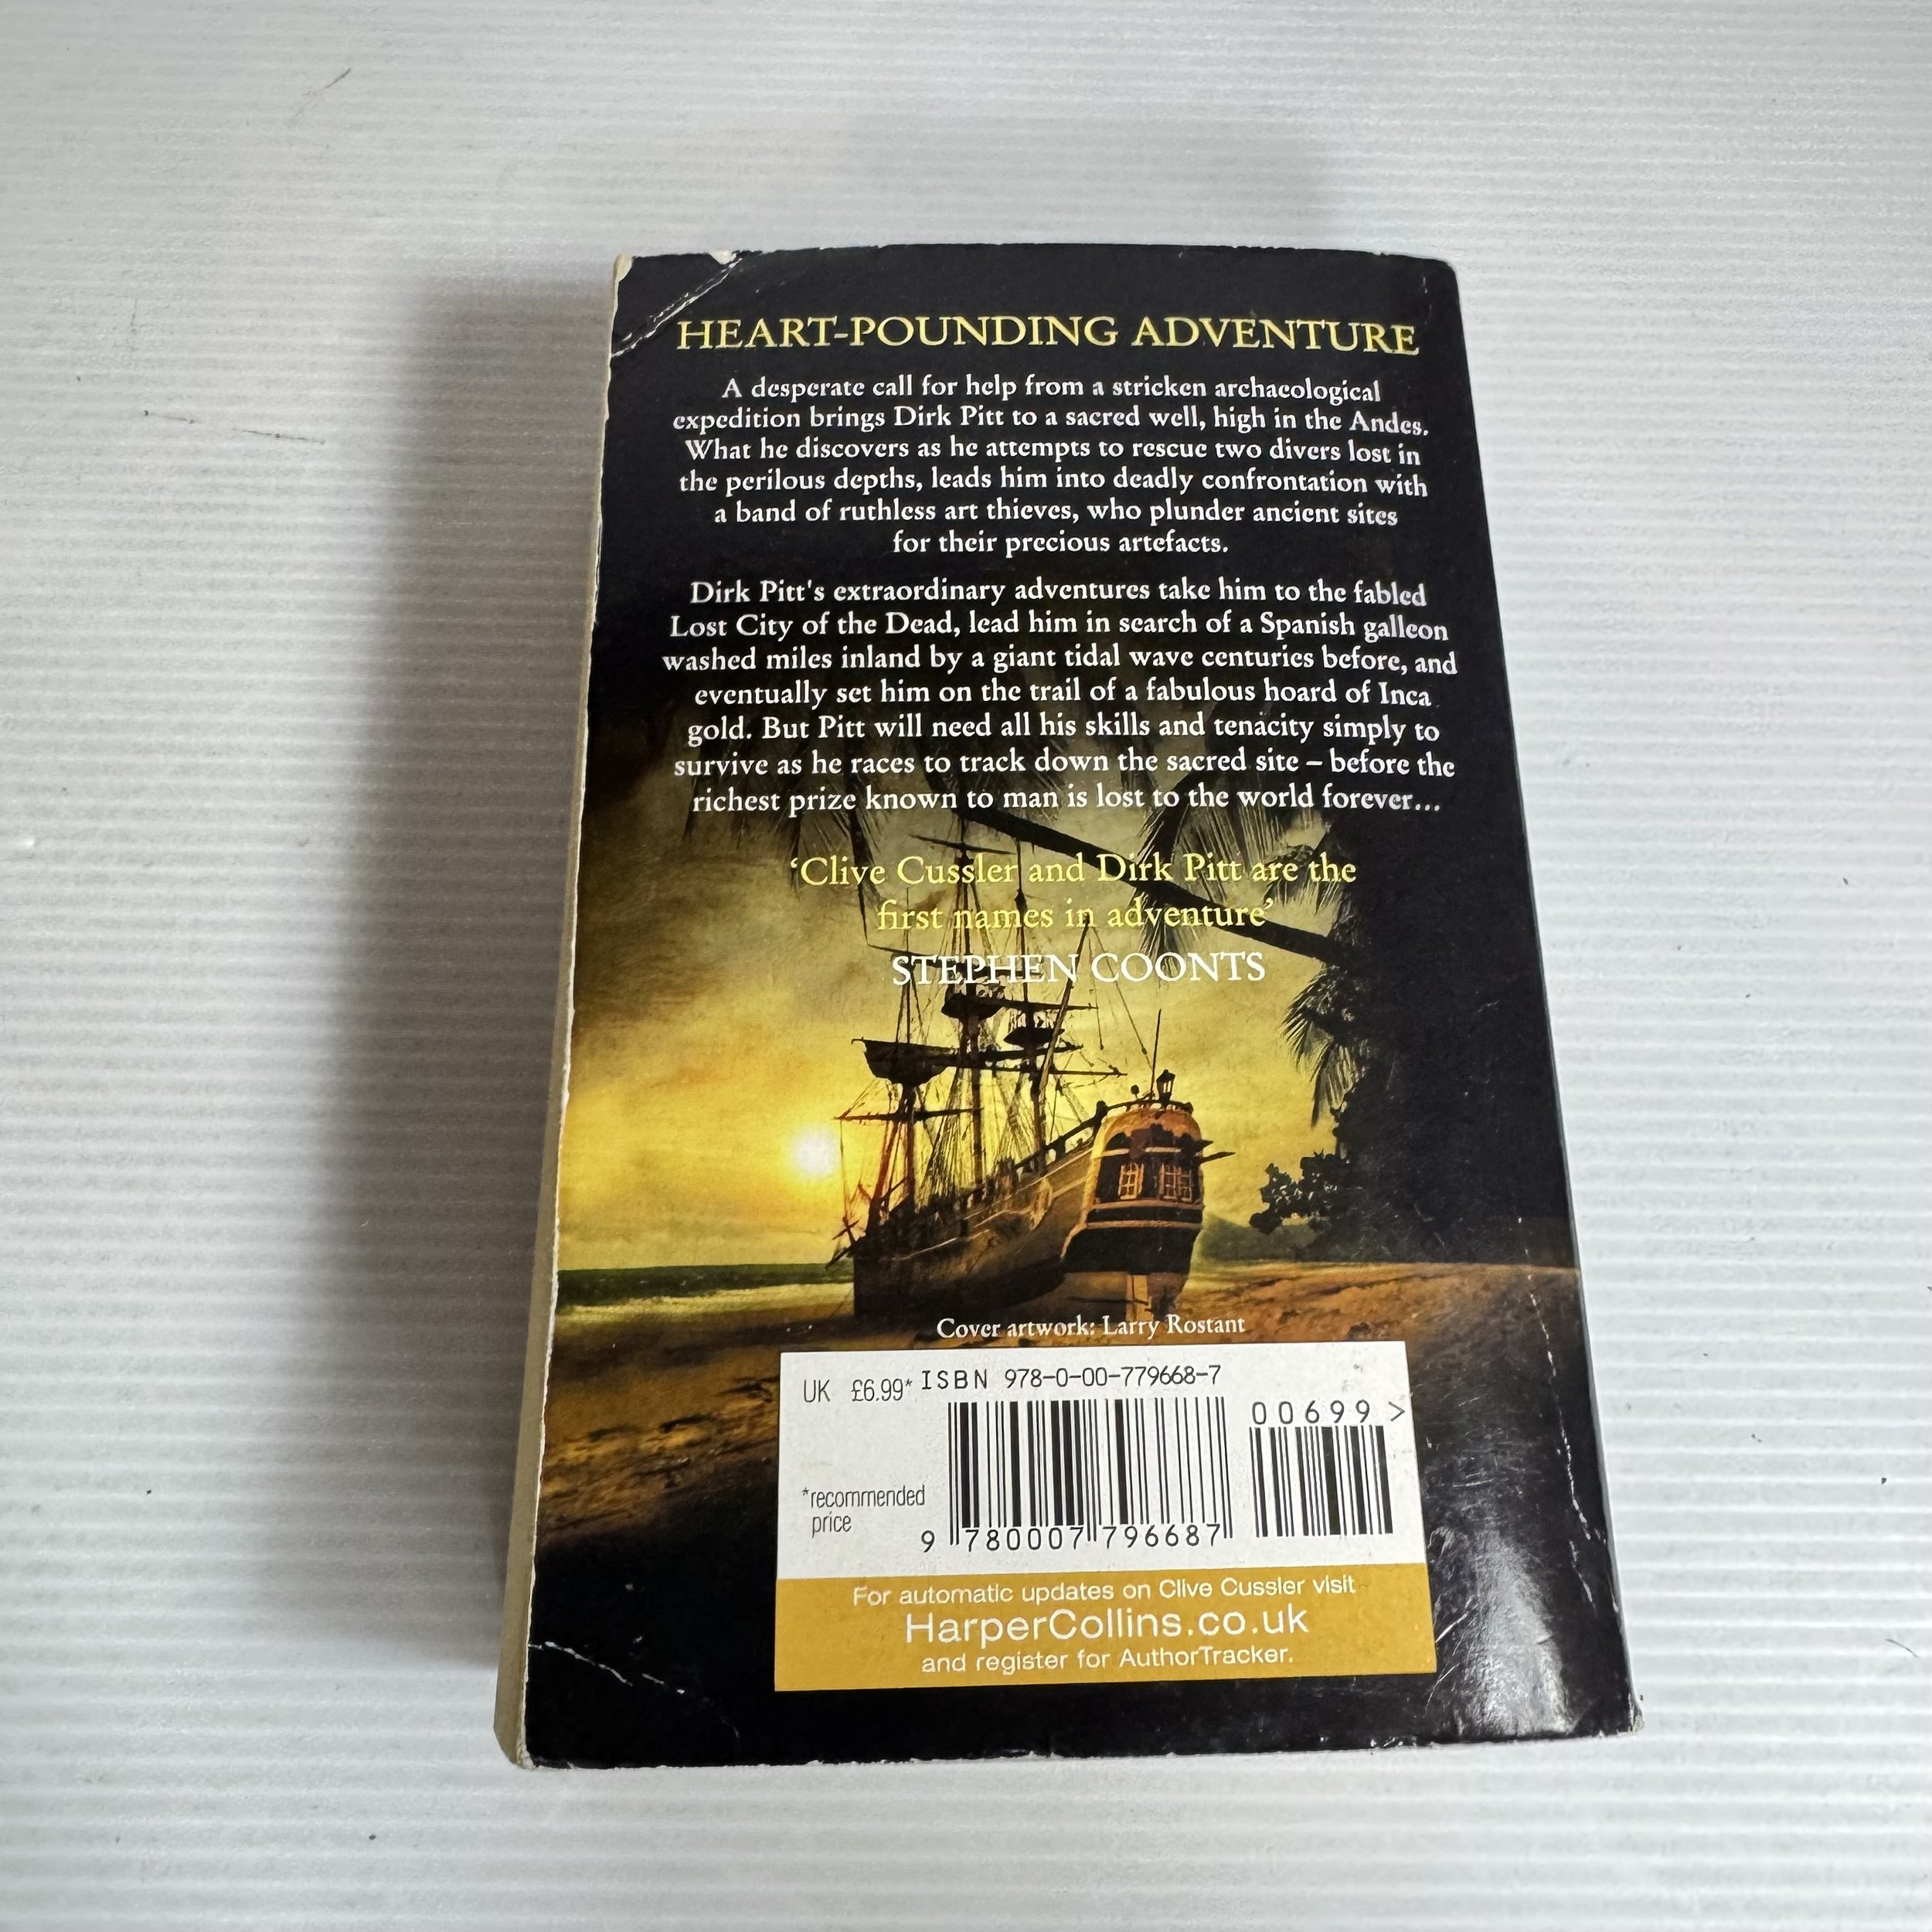 HEART-POUNDING ADVENTURE
A desperate call for help from a stricken archaeological
expedition brings Dirk Pitt to a sacred well, high in the Andes.
What he discovers as he attempts to rescue two divers lost in
the perilous depths, leads him into deadly confrontation with
a band of ruthless art thieves, who plunder ancient sites
for their precious artefacts.
Dirk Pitt's extraordinary adventures take him to the fabled
Lost City of the Dead, lead him in search of a Spanish galleon
washed miles inland by a giant tidal wave centuries before, and
eventually set him on the trail of a fabulous hoard of Inca
gold. But Pitt will need all his skills and tenacity simply to
survive as he races to track down the sacred site – before the
richest prize known to man is lost to the world forever...
‘Clive Cussler and Dirk Pitt are the
first names in adventure’
STEPHEN COONTS
Cover artwork: Larry Rostant
UK £6.99* ISBN 978-0-00-779668-7
00699 >
*recommended
price
9 780007 796687
For automatic updates on Clive Cussler visit
HarperCollins.co.uk
and register for AuthorTracker.